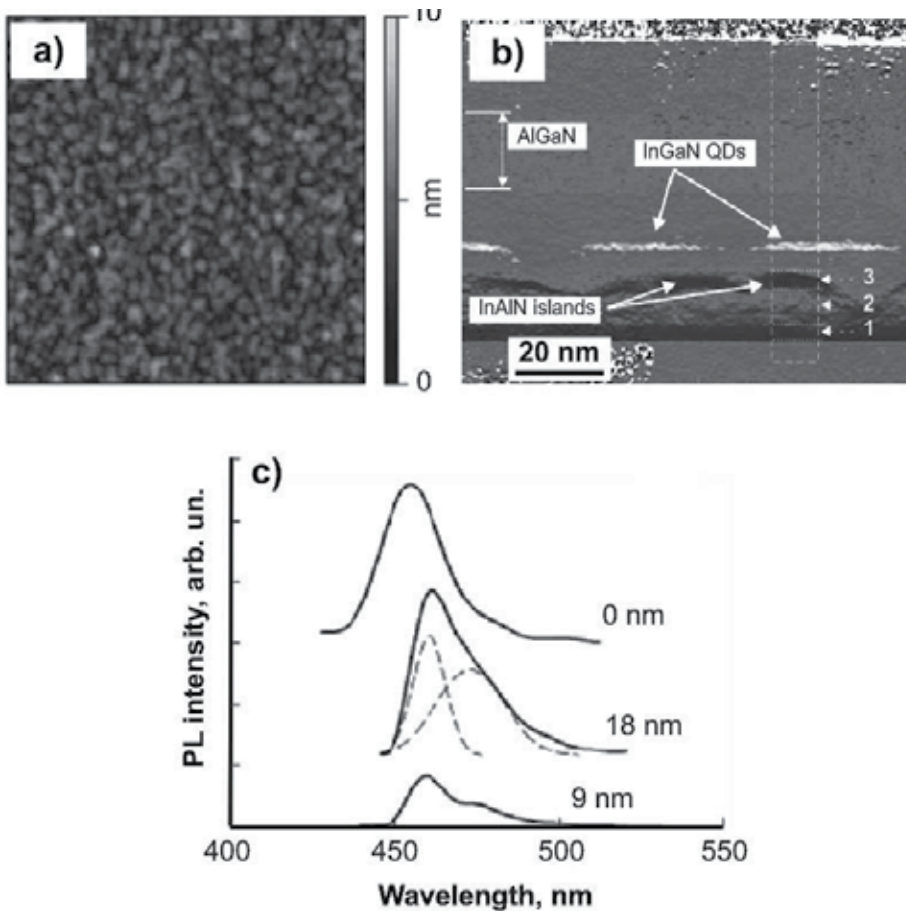 a)
10
nm
0
b)
AlGaN
InGaN QDs
InAlN islands
3
2
1
20 nm
c)
PL intensity, arb. un.
0 nm
18 nm
9 nm
400 450 500 550
Wavelength, nm